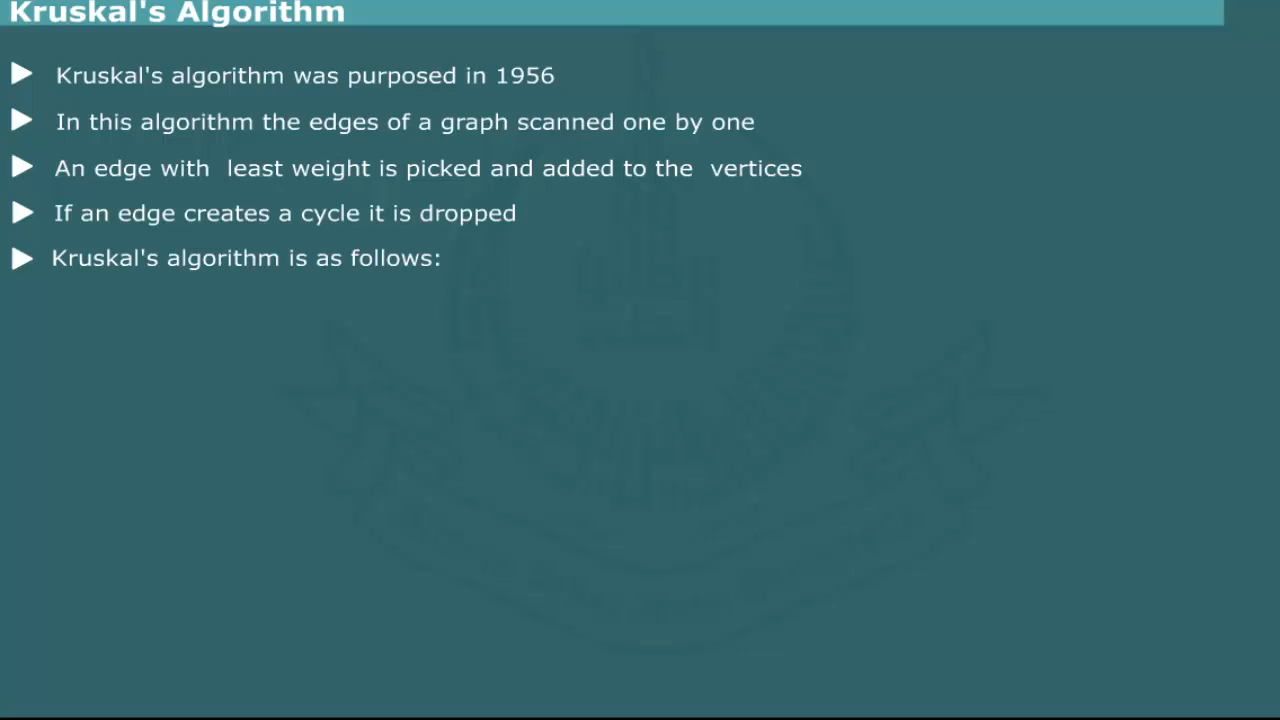 Kruskal's Algorithm
Kruskal's algorithm was purposed in 1956
In this algorithm the edges of a graph scanned one by one
An edge with least weight is picked and added to the vertices
If an edge creates a cycle it is dropped
Kruskal's algorithm is as follows: